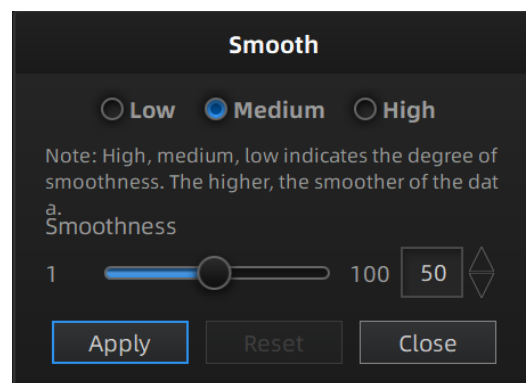 Smooth
Low Medium High
Note: High, medium, low indicates the degree of
smoothness. The higher, the smoother of the dat
a.
Smoothness
1 100 50
Apply Reset Close